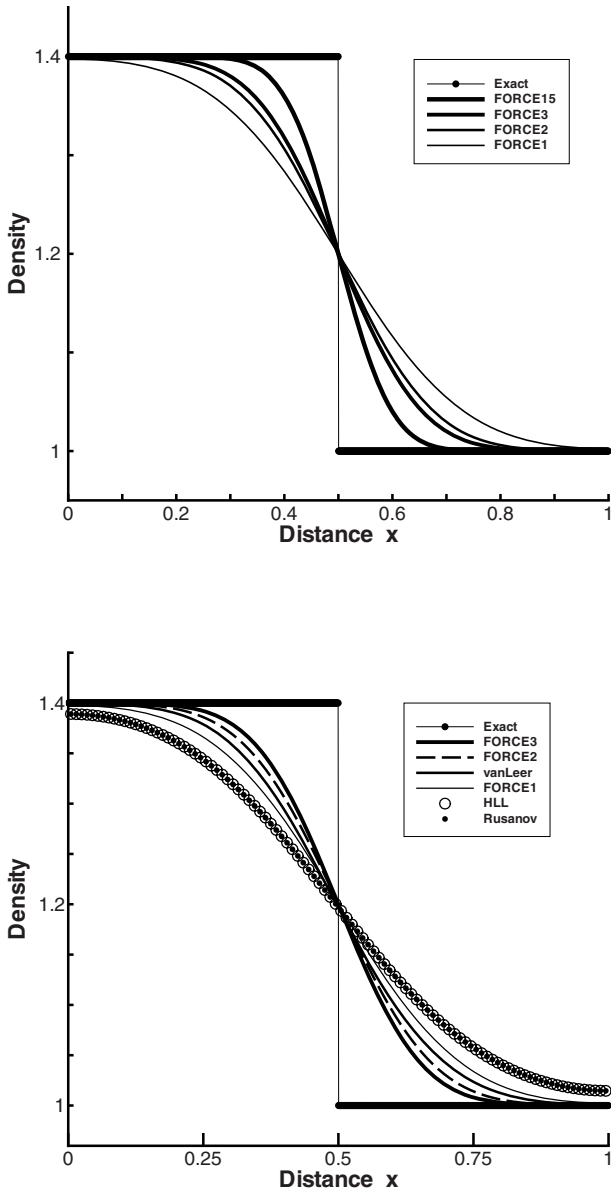 1.4
1.2
1
Density
Exact
FORCE15
FORCE3
FORCE2
FORCE1
0 0.2 0.4 0.6 0.8 1
Distance x
1.4
1.2
1
Density
Exact
FORCE3
FORCE2
vanLeer
FORCE1
HLL
Rusanov
0 0.25 0.5 0.75 1
Distance x